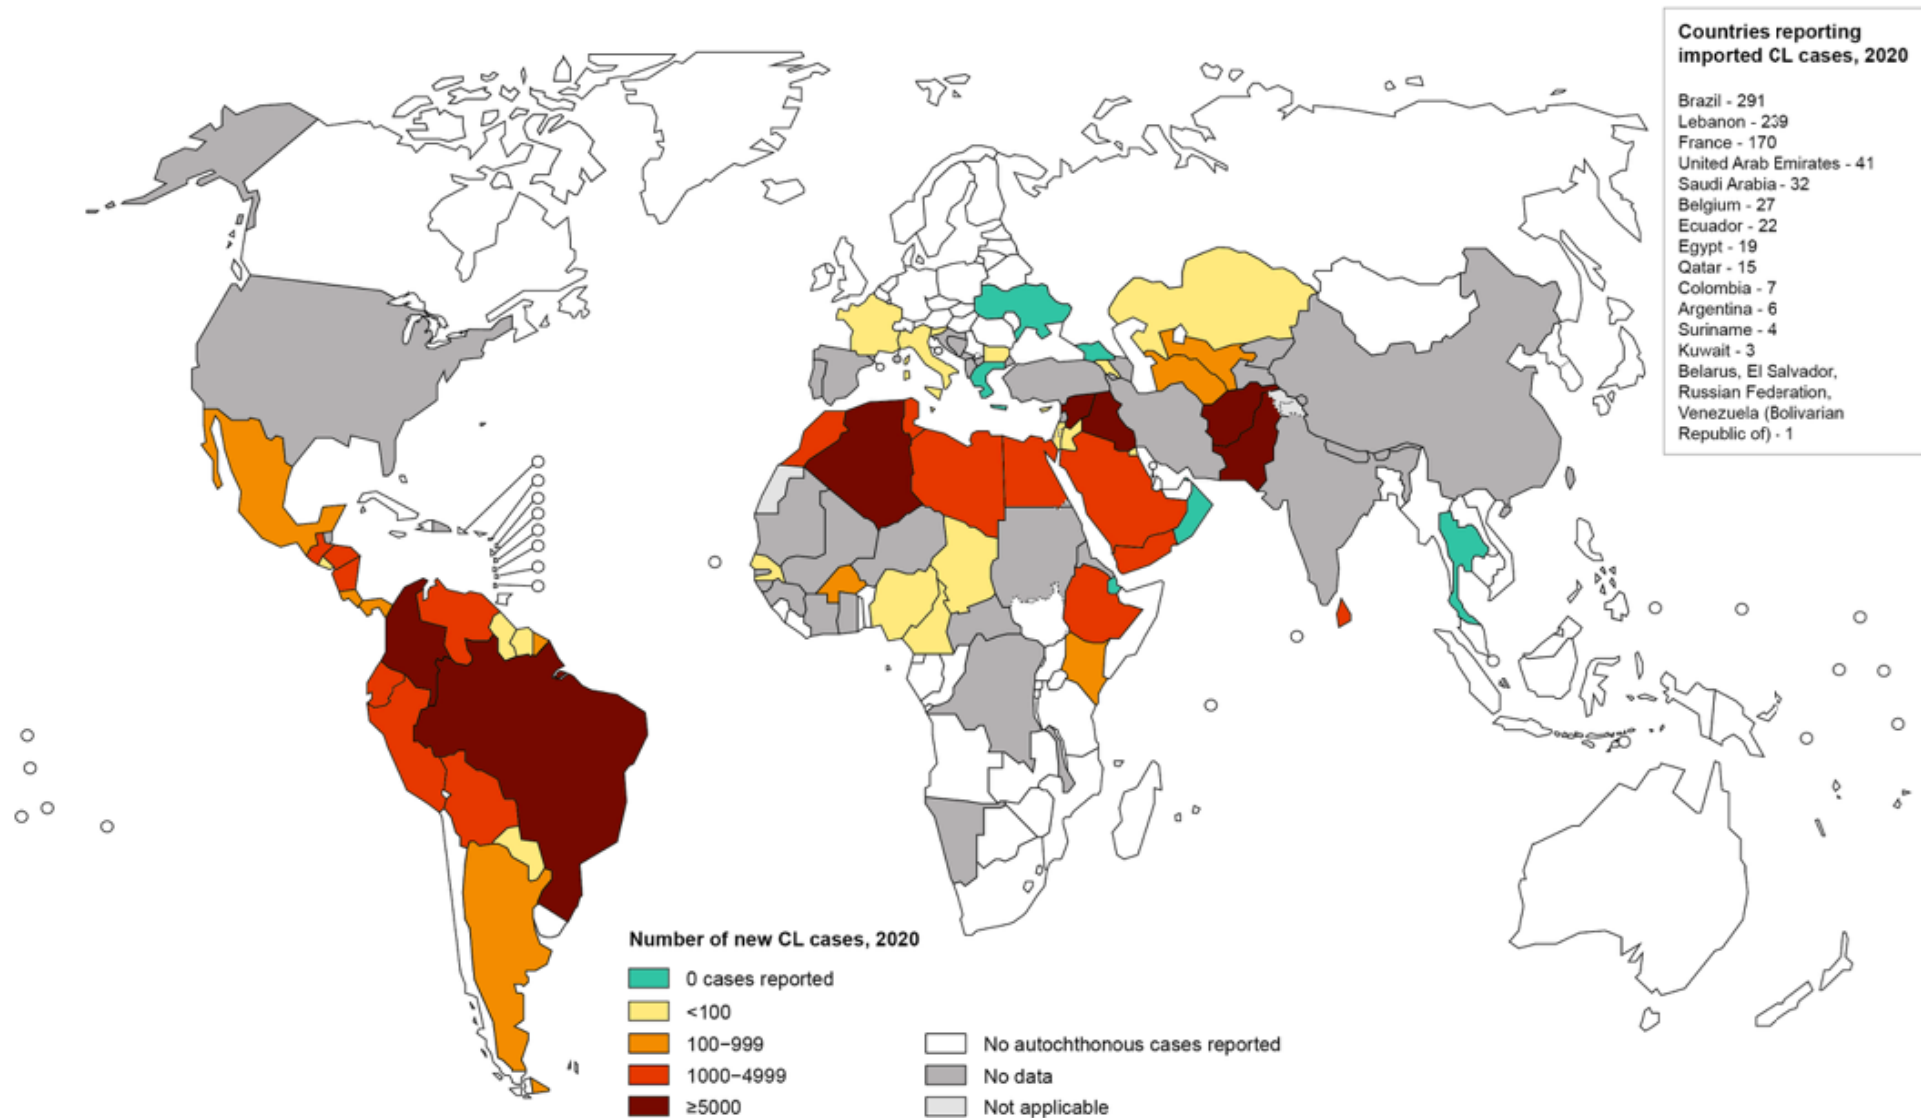 Countries reporting
imported CL cases, 2020
Brazil - 291
Lebanon - 239
France - 170
United Arab Emirates - 41
Saudi Arabia - 32
Belgium - 27
Ecuador - 22
Egypt - 19
Qatar - 15
Colombia - 7
Argentina - 6
Suriname - 4
Kuwait - 3
Belarus, El Salvador,
Russian Federation,
Venezuela (Bolivarian
Republic of) - 1
Number of new CL cases, 2020
0 cases reported
<100
100–999
1000–4999
≥5000
No autochthonous cases reported
No data
Not applicable